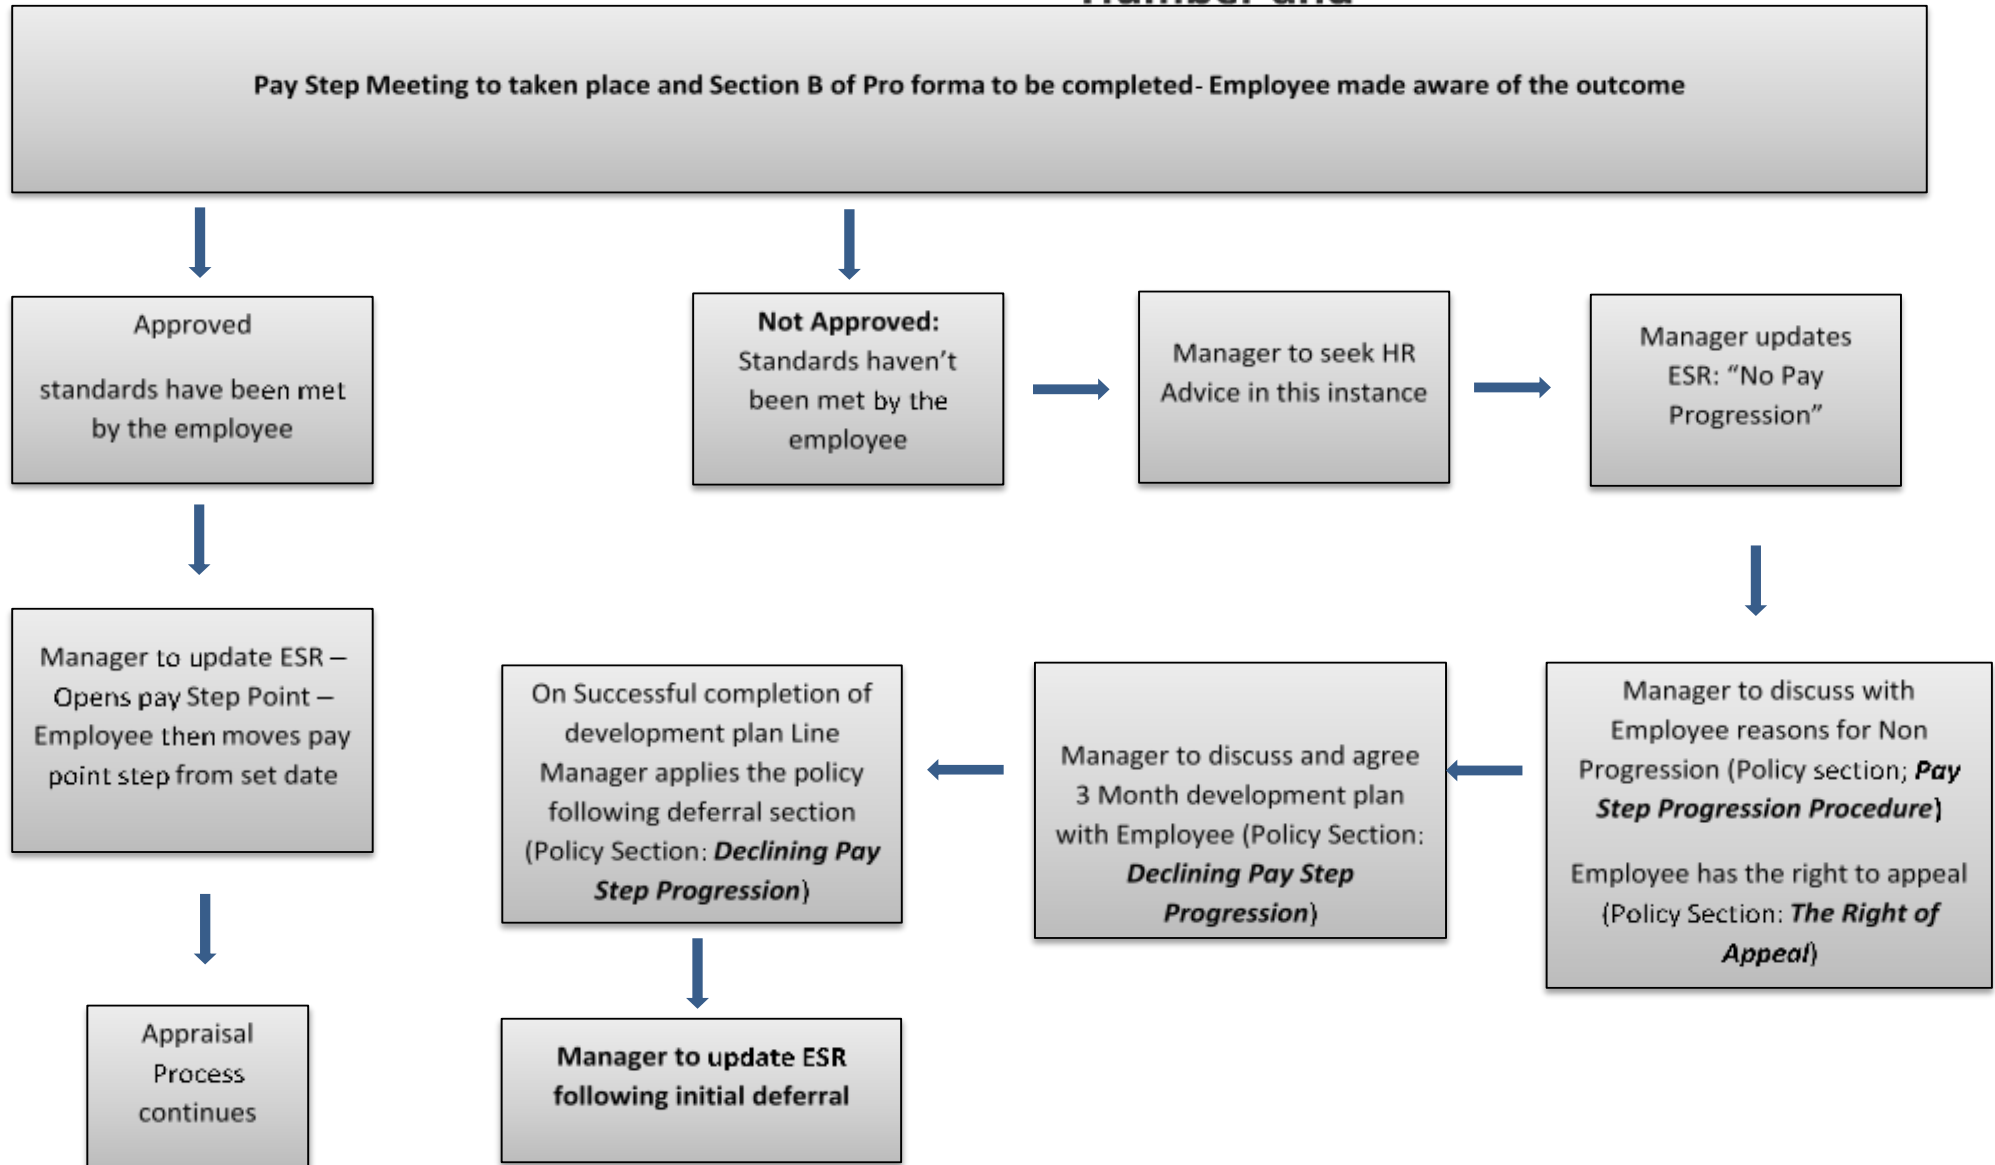 Pay Step Meeting to taken place and Section B of Pro forma to be completed- Employee made aware of the outcome
Approved
standards have been met
by the employee
Not Approved:
Standards haven’t
been met by the
employee
Manager to seek HR
Advice in this instance
Manager updates
ESR: “No Pay
Progression”
Manager to update ESR –
Opens pay Step Point –
Employee then moves pay
point step from set date
On Successful completion of
development plan Line
Manager applies the policy
following deferral section
(Policy Section: Declining Pay
Step Progression)
Manager to discuss and agree
3 Month development plan
with Employee (Policy Section:
Declining Pay Step
Progression)
Manager to discuss with
Employee reasons for Non
Progression (Policy section; Pay
Step Progression Procedure)
Employee has the right to appeal
(Policy Section: The Right of
Appeal)
Appraisal
Process
continues
Manager to update ESR
following initial deferral